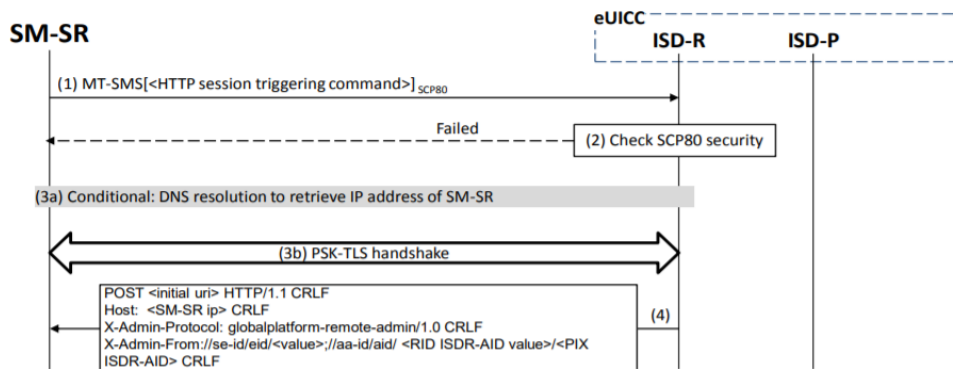 eUICC
SM-SR
ISD-R
ISD-P
(1) MT-SMS[<HTTP session triggering command>] SCP80
Failed
(2) Check SCP80 security
(3a) Conditional: DNS resolution to retrieve IP address of SM-SR
(3b) PSK-TLS handshake
POST <initial uri> HTTP/1.1 CRLF
Host: <SM-SR ip> CRLF
X-Admin-Protocol: globalplatform-remote-admin/1.0 CRLF
X-Admin-From://se-id/eid/<value>;//aa-id/aid/ <RID ISDR-AID value>/<PIX
ISDR-AID> CRLF
(4)